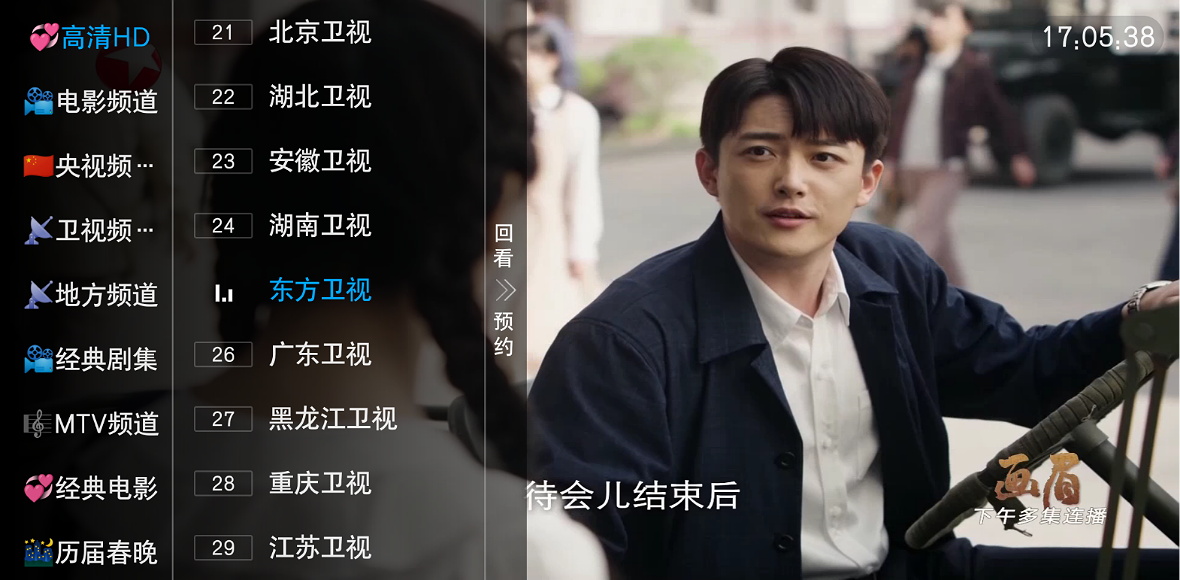 高清HD
电影频道
央视频…
卫视频…
地方频道
经典剧集
MTV频道
经典电影
历届春晚
21 北京卫视
22 湖北卫视
23 安徽卫视
24 湖南卫视
东方卫视
26 广东卫视
27 黑龙江卫视
28 重庆卫视
29 江苏卫视
回看
预约
17:05:38
待会儿结束后
画眉
下午多集连播